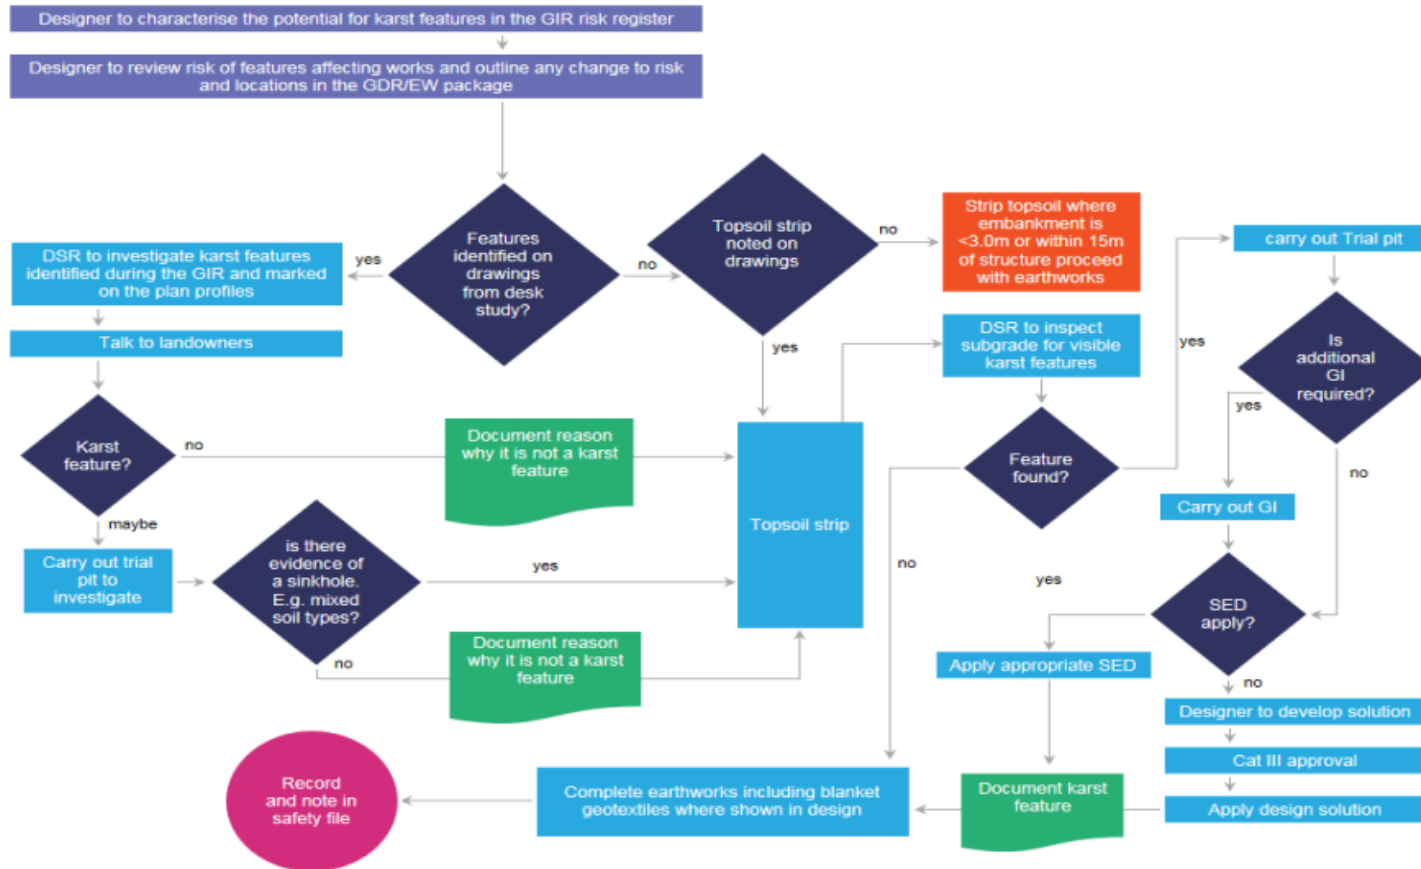 Designer to characterise the potential for karst features in the GIR risk register
Designer to review risk of features affecting works and outline any change to risk
and locations in the GDR/EW package
Features
identified on
drawings
from desk
study?
yes
no
DSR to investigate karst features
identified during the GIR and marked
on the plan profiles
Talk to landowners
Karst
feature?
no
maybe
Document reason
why it is not a karst
feature
Carry out trial
pit to
investigate
is there
evidence of
a sinkhole.
E.g. mixed
soil types?
yes
no
Document reason
why it is not a karst
feature
Topsoil strip
noted on
drawings
no
yes
Strip topsoil where
embankment is
<3.0m or within 15m
of structure proceed
with earthworks
Topsoil strip
DSR to inspect
subgrade for visible
karst features
Feature
found?
yes
no
carry out Trial pit
Is
additional
GI
required?
yes
no
Carry out GI
SED
apply?
yes
no
Apply appropriate SED
Designer to develop solution
Cat III approval
Apply design solution
Document karst
feature
Complete earthworks including blanket
geotextiles where shown in design
Record
and note in
safety file